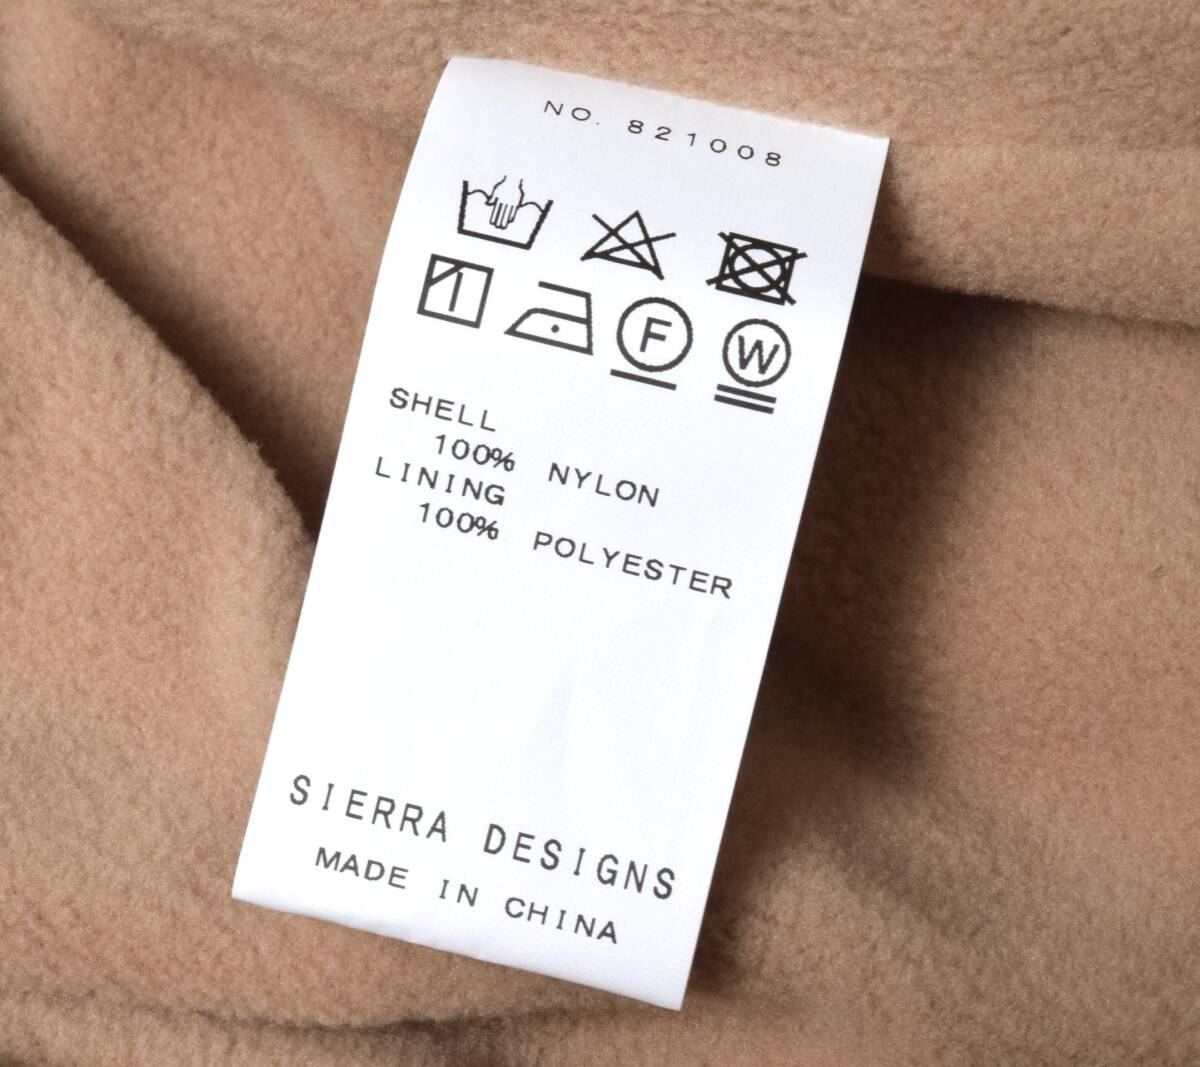 NO. 821008
F
W
SHELL
100% NYLON
LINING
100% POLYESTER
SIERRA DESIGNS
MADE IN CHINA